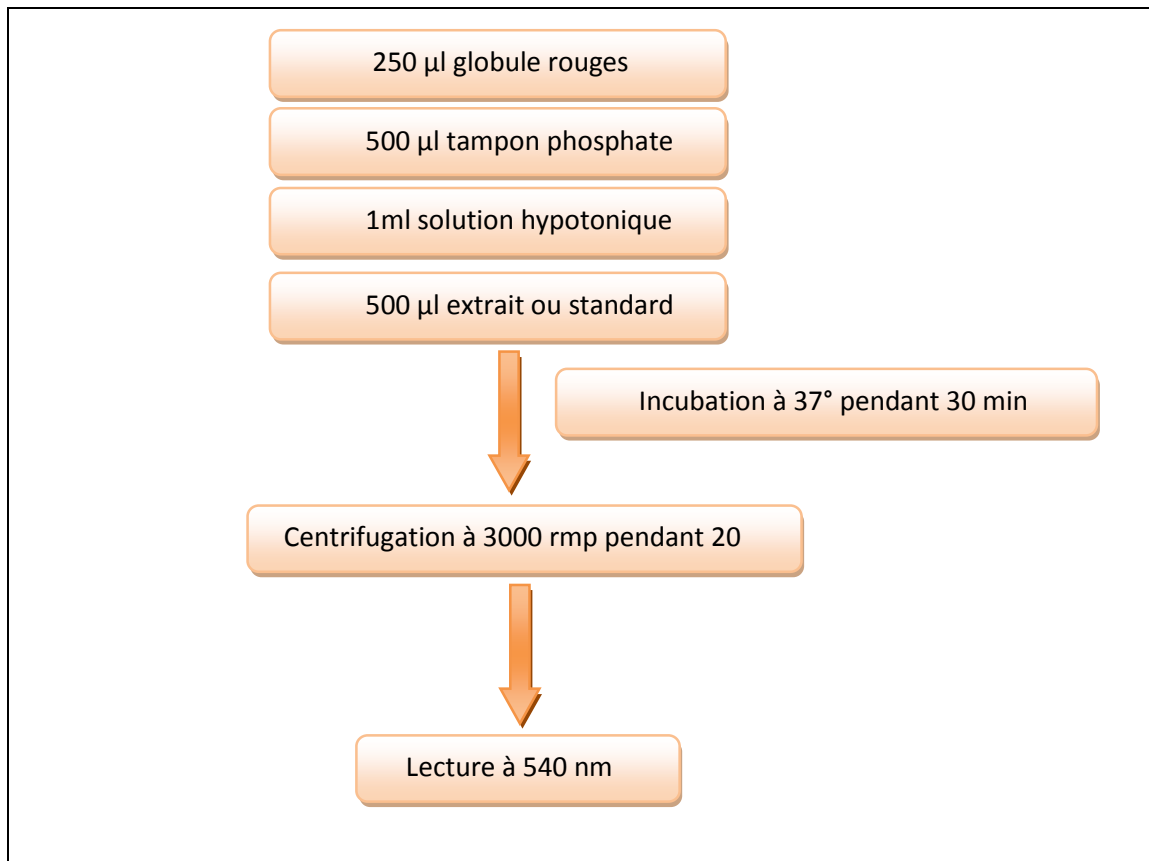 250 µl globule rouges
500 µl tampon phosphate
1ml solution hypotonique
500 µl extrait ou standard
Incubation à 37° pendant 30 min
Centrifugation à 3000 rmp pendant 20
Lecture à 540 nm